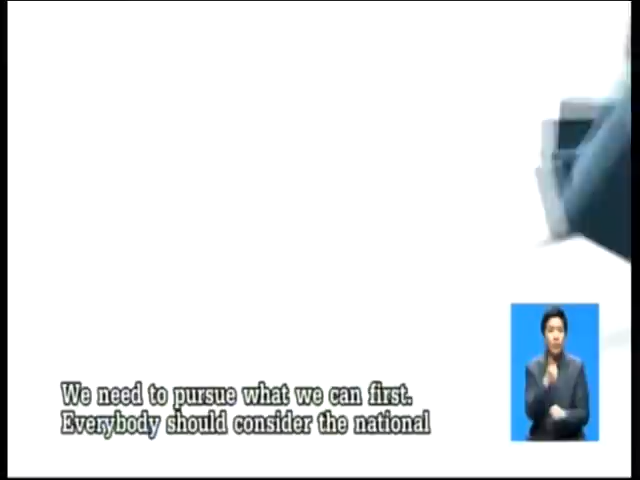 We need to pursue what we can first.
Everybody should consider the national